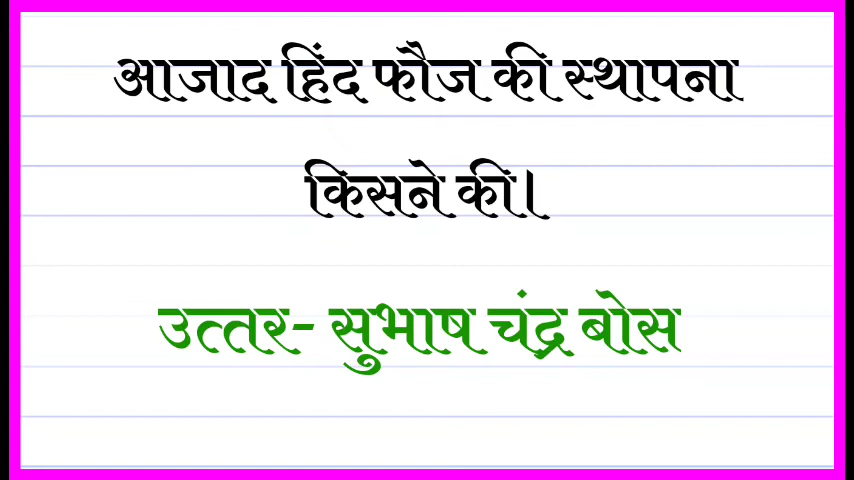 आजाद हिंद फौज की स्थापना
किसने की।
उत्तर- सुभाष चंद्र बोस